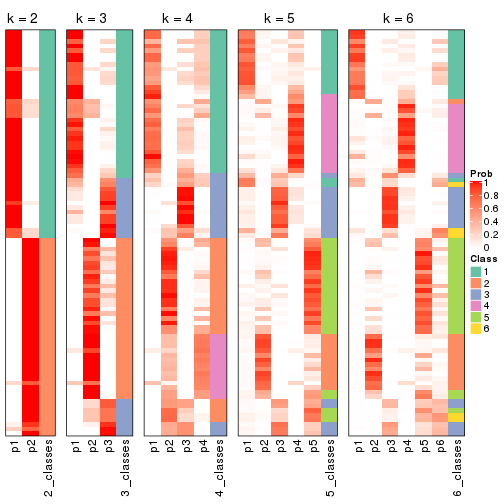 k = 2
k = 3
k = 4
k = 5
k = 6
Prob
1
0.8
0.6
0.4
0.2
0
Class
1
2
3
4
5
6
p1
p2
2_classes
p1
p2
p3
3_classes
p1
p2
p3
p4
4_classes
p1
p2
p3
p4
p5
5_classes
p1
p2
p3
p4
p5
p6
6_classes